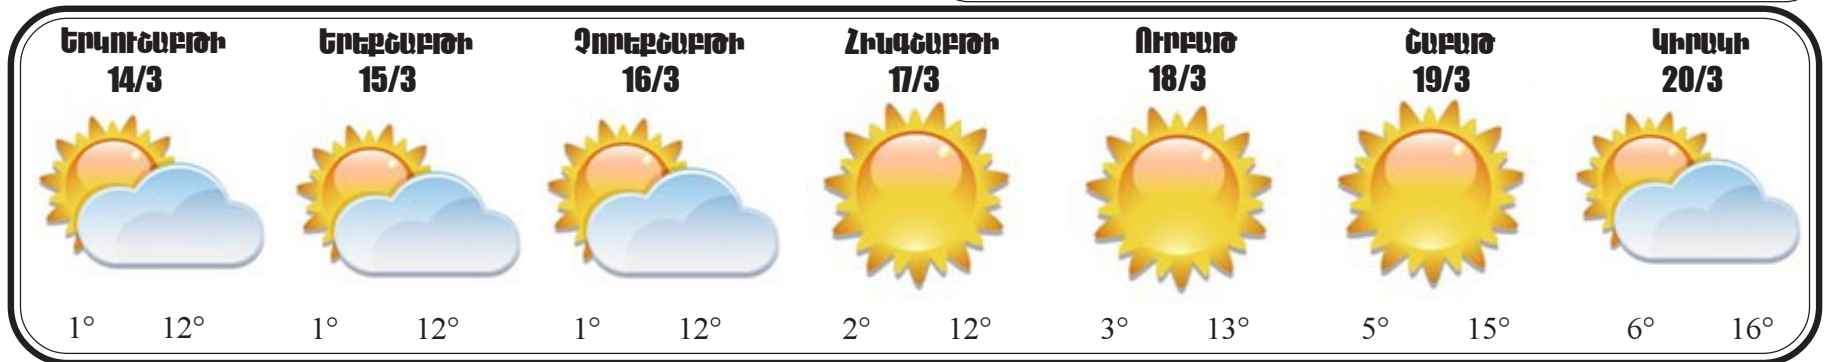 Երկուշաբթի Երեքշաբթի Չորեքշաբթի Հինգշաբթի Ուրբաթ Շաբաթ Կիրակի
14/3 15/3 16/3 17/3 18/3 19/3 20/3
1° 12° 1° 12° 1° 12° 2° 12° 3° 13° 5° 15° 6° 16°